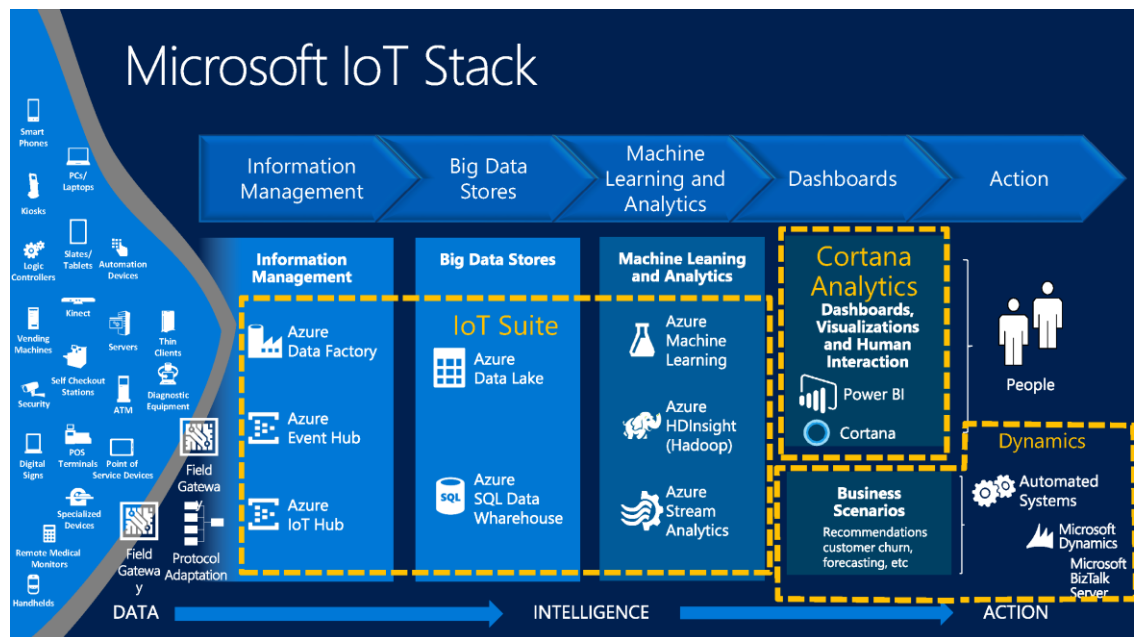 Microsoft IoT Stack
Smart
Phones
PCs/
Laptops
Kiosks
Slates/
Tablets
Automation
Devices
Logic
Controllers
Kinect
Vending
Machines
Servers
Thin
Clients
Self Checkout
Stations
Security
ATM
Diagnostic
Equipment
Digital
Signs
POS
Terminals
Point of
Service Devices
Specialized
Devices
Remote Medical
Monitors
Handhelds
Field
Gatewa
y
Field
Gatewa
y
Protocol
Adaptation
Information
Management
Big Data
Stores
Machine
Learning and
Analytics
Dashboards
Action
Information
Management
Azure
Data Factory
Azure
Event Hub
Azure
IoT Hub
Big Data Stores
IoT Suite
Azure
Data Lake
SQL
Azure
SQL Data
Wharehouse
Machine Leaning
and Analytics
Azure
Machine
Learning
Azure
HDInsight
(Hadoop)
Azure
Stream
Analytics
Cortana
Analytics
Dashboards,
Visualizations
and Human
Interaction
Power BI
Cortana
Business
Scenarios
Recommendations
customer churn,
forecasting, etc
People
Dynamics
Automated
Systems
Microsoft
Dynamics
Microsoft
BizTalk
Server
DATA
INTELLIGENCE
ACTION